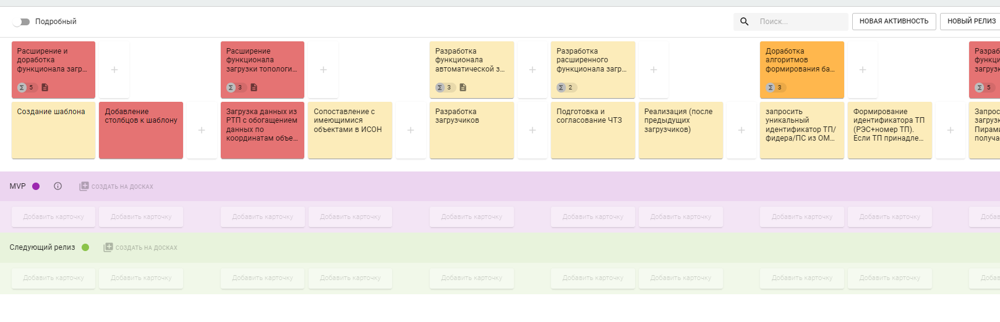 Подробный
Поиск...
НОВАЯ АКТИВНОСТЬ
НОВЫЙ РЕЛИЗ
Расширение и
доработка
функционала загр...
5
Расширение
функционала
загрузки топологи...
3
Разработка
функционала
автоматической з...
3
Разработка
расширенного
функционала загр...
2
Доработка
алгоритмов
формирования ба...
3
Разраб
функци
загрузк
5
Создание шаблона
Добавление
столбцов к шаблону
Загрузка данных из
РТП с обогащением
данных по
координатам объе...
Сопоставление с
имеющимися
объектами в ИСОН
Разработка
загрузчиков
Подготовка и
согласование ЧТЗ
Реализация (после
предыдущих
загрузчиков)
запросить
уникальный
идентификатор ТП/
фидера/ПС из ОМ...
Формирование
идентификатора ТП
(РЭС+номер ТП).
Если ТП принадле...
Запрос
загрузк
Пирами
получа
MVP
СОЗДАТЬ НА ДОСКАХ
Добавить карточку
Добавить карточку
Добавить карточку
Добавить карточку
Добавить карточку
Добавить карточку
Добавить карточку
Добавить карточку
Добавить карточку
Добав
Следующий релиз
СОЗДАТЬ НА ДОСКАХ
Добавить карточку
Добавить карточку
Добавить карточку
Добавить карточку
Добавить карточку
Добавить карточку
Добавить карточку
Добавить карточку
Добавить карточку
Добав